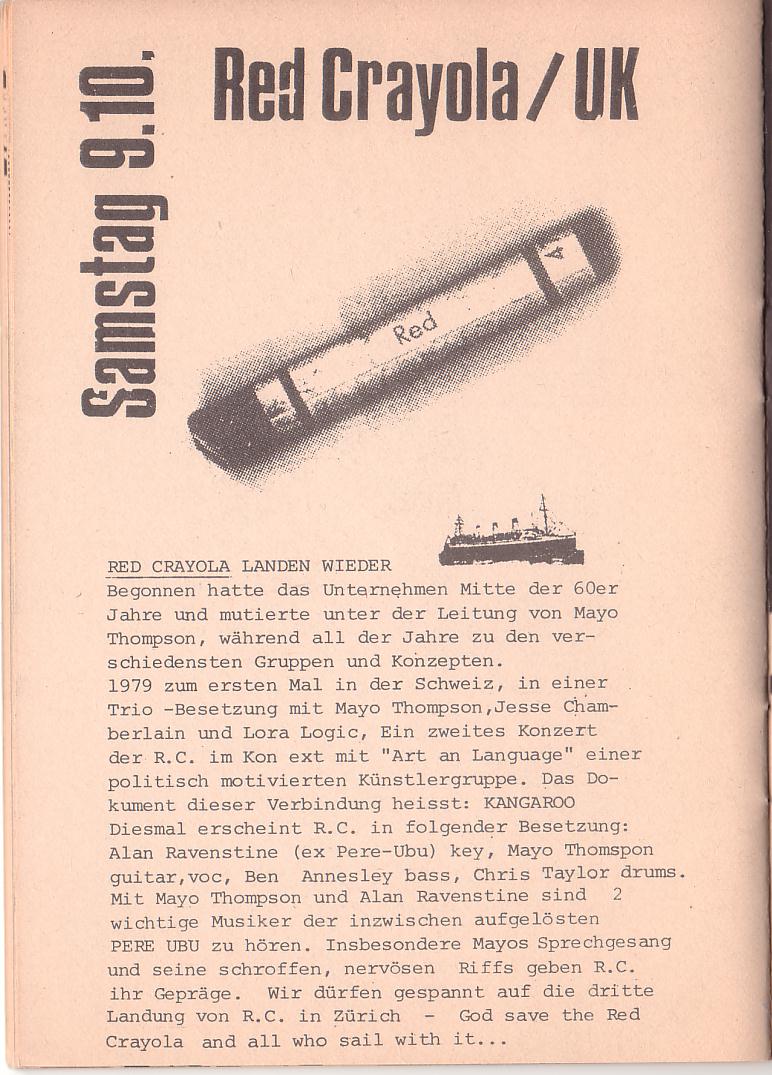 Red Crayola / UK
Samstag 9.10.
Red
RED CRAYOLA LANDEN WIEDER
Begonnen hatte das Unternehmen Mitte der 60er
Jahre und mutierte unter der Leitung von Mayo
Thompson, während all der Jahre zu den ver-
schiedensten Gruppen und Konzepten.
1979 zum ersten Mal in der Schweiz, in einer
Trio -Besetzung mit Mayo Thompson,Jesse Cham-
berlain und Lora Logic, Ein zweites Konzert
der R.C. im Kon ext mit "Art an Language" einer
politisch motivierten Künstlergruppe. Das Do-
kument dieser Verbindung heisst: KANGAROO
Diesmal erscheint R.C. in folgender Besetzung:
Alan Ravenstine (ex Pere-Ubu) key, Mayo Thomspon
guitar,voc, Ben Annesley bass, Chris Taylor drums.
Mit Mayo Thompson und Alan Ravenstine sind 2
wichtige Musiker der inzwischen aufgelösten
PERE UBU zu hören. Insbesondere Mayos Sprechgesang
und seine schroffen, nervösen Riffs geben R.C.
ihr Gepräge. Wir dürfen gespannt auf die dritte
Landung von R.C. in Zürich - God save the Red
Crayola and all who sail with it...